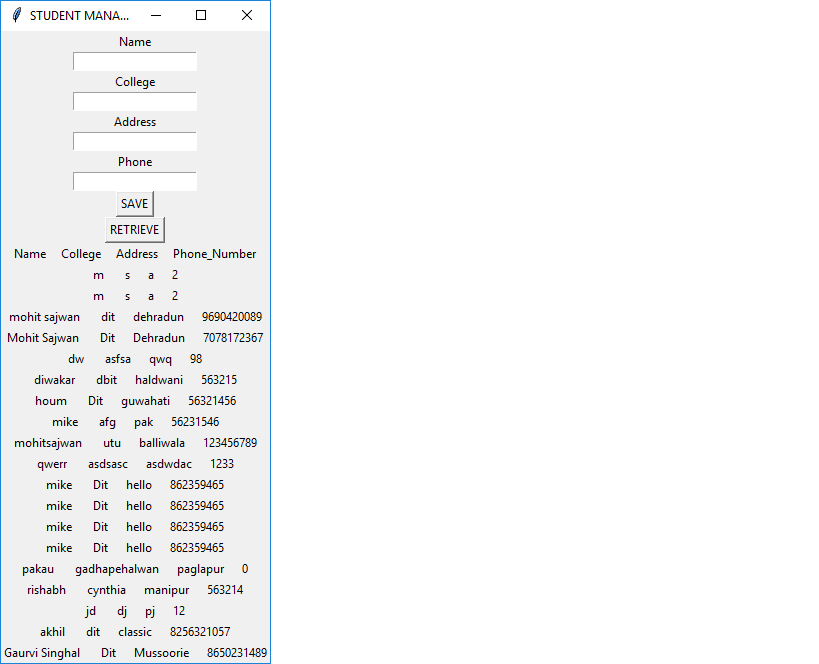 STUDENT MANA...
Name
College
Address
Phone
SAVE
RETRIEVE
Name College Address Phone_Number
m s a 2
m s a 2
mohit sajwan dit dehradun 9690420089
Mohit Sajwan Dit Dehradun 7078172367
dw asfsa qwq 98
diwakar dbit haldwani 563215
houm Dit guwahati 56321456
mike afg pak 56231546
mohitsajwan utu balliwala 123456789
qwerr asdsasc asdwdac 1233
mike Dit hello 862359465
mike Dit hello 862359465
mike Dit hello 862359465
mike Dit hello 862359465
pakau gadhapehalwan paglapur 0
rishabh cynthia manipur 563214
jd dj pj 12
akhil dit classic 8256321057
Gaurvi Singhal Dit Mussoorie 8650231489